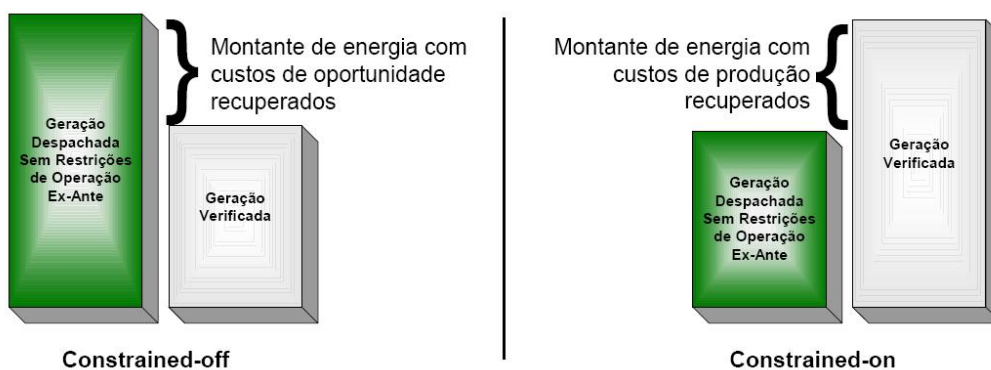 Montante de energia com
custos de oportunidade
recuperados
Geração
Despachada
Sem Restrições
de Operação
Ex-Ante
Geração
Verificada
Constrained-off
Montante de energia com
custos de produção
recuperados
Geração
Despachada
Sem Restrições
de Operação
Ex-Ante
Geração
Verificada
Constrained-on